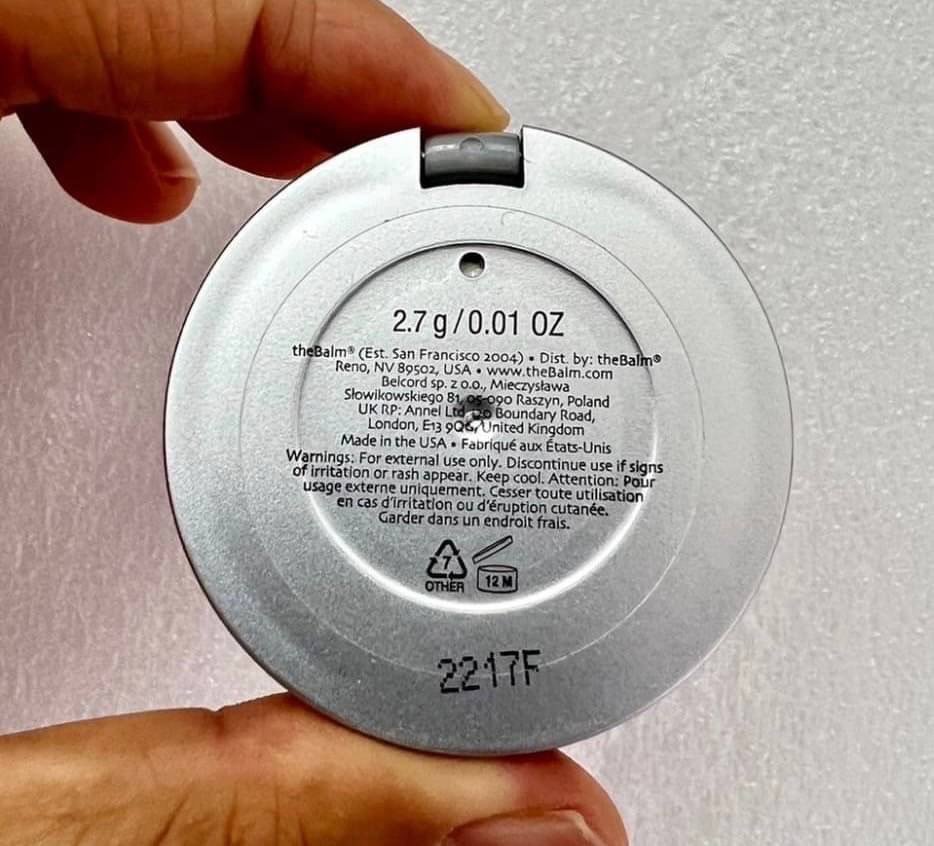 2.7 g/0.01 OZ
theBalm® (Est. San Francisco 2004) • Dist. by: theBalm®
Reno, NV 89502, USA • www.theBalm.com
Belcord sp. z o.o., Mieczysława
Słowikowskiego 81, 05-090 Raszyn, Poland
UK RP: Annel Ltd, Boundary Road,
London, E13 United Kingdom
Made in the USA • Fabriqué aux États-Unis
Warnings: For external use only. Discontinue use if signs
of irritation or rash appear. Keep cool. Attention: Pour
usage externe uniquement. Cesser toute utilisation
en cas d'irritation ou d'éruption cutanée.
Garder dans un endroit frais.
7
OTHER
12 M
2217F